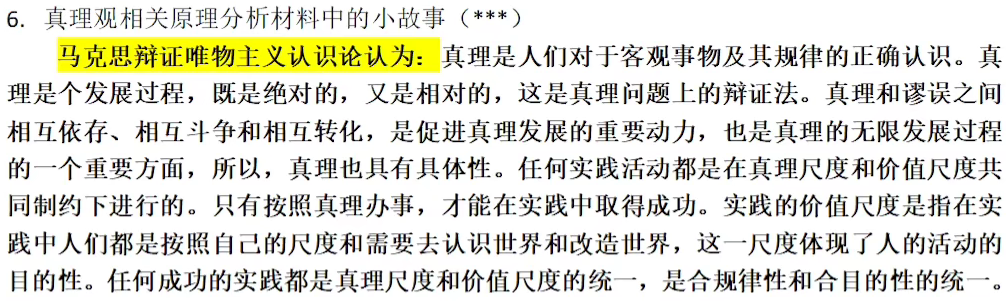 6. 真理观相关原理分析材料中的小故事（***）
马克思辩证唯物主义认识论认为：真理是人们对于客观事物及其规律的正确认识。真
理是个发展过程，既是绝对的，又是相对的，这是真理问题上的辩证法。真理和谬误之间
相互依存、相互斗争和相互转化，是促进真理发展的重要动力，也是真理的无限发展过程
的一个重要方面，所以，真理也具有具体性。任何实践活动都是在真理尺度和价值尺度共
同制约下进行的。只有按照真理办事，才能在实践中取得成功。实践的价值尺度是指在实
践中人们都是按照自己的尺度和需要去认识世界和改造世界，这一尺度体现了人的活动的
目的性。任何成功的实践都是真理尺度和价值尺度的统一，是合规律性和合目的性的统一。